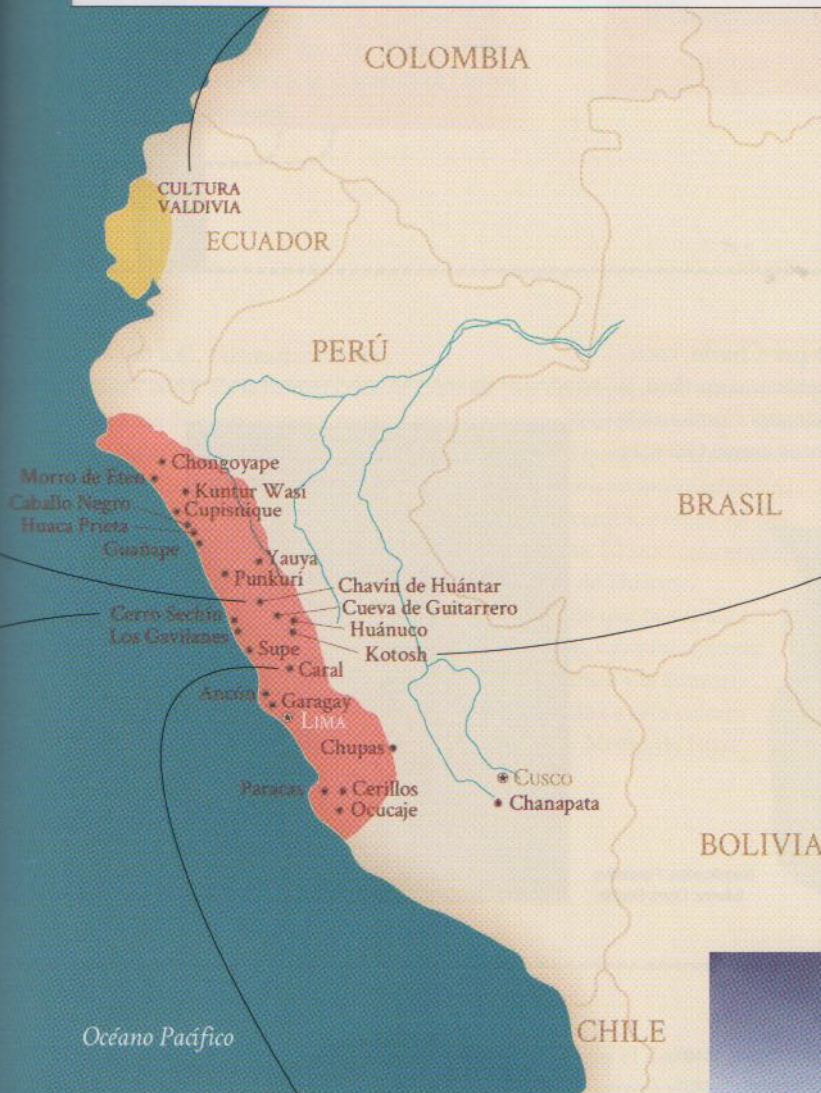 COLOMBIA
CULTURA
VALDIVIA
ECUADOR
PERÚ
Chongoyape
Morro de Eten
Kuntur Wasi
Caballo Negro
Cupisnique
Huaca Prieta
Guañape
BRASIL
Yauya
Punkurí
Chavín de Huántar
Cueva de Guitarrero
Cerro Sechín
Huánuco
Los Gavilanes
Supe
Kotosh
Caral
Ancón
Garagay
LIMA
Chupas
CUSCO
Paracas
Cerillos
Chanapata
Ocucaje
BOLIVIA
Océano Pacífico
CHILE